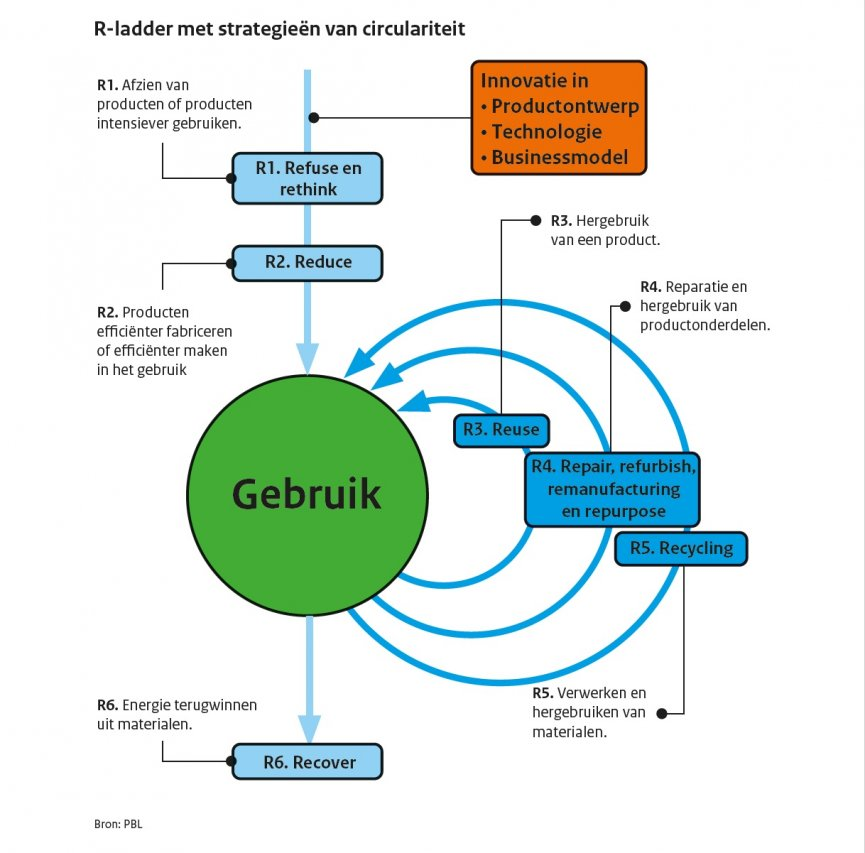 R-ladder met strategieën van circulariteit
R1. Afzien van
producten of producten
intensiever gebruiken.
Innovatie in
• Productontwerp
• Technologie
• Businessmodel
R1. Refuse en
rethink
R2. Reduce
R3. Hergebruik
van een product.
R4. Reparatie en
hergebruik van
productonderdelen.
R2. Producten
efficiënter fabriceren
of efficiënter maken
in het gebruik
R3. Reuse
Gebruik
R4. Repair, refurbish,
remanufacturing
en repurpose
R5. Recycling
R6. Energie terugwinnen
uit materialen.
R5. Verwerken en
hergebruiken van
materialen.
R6. Recover
Bron: PBL